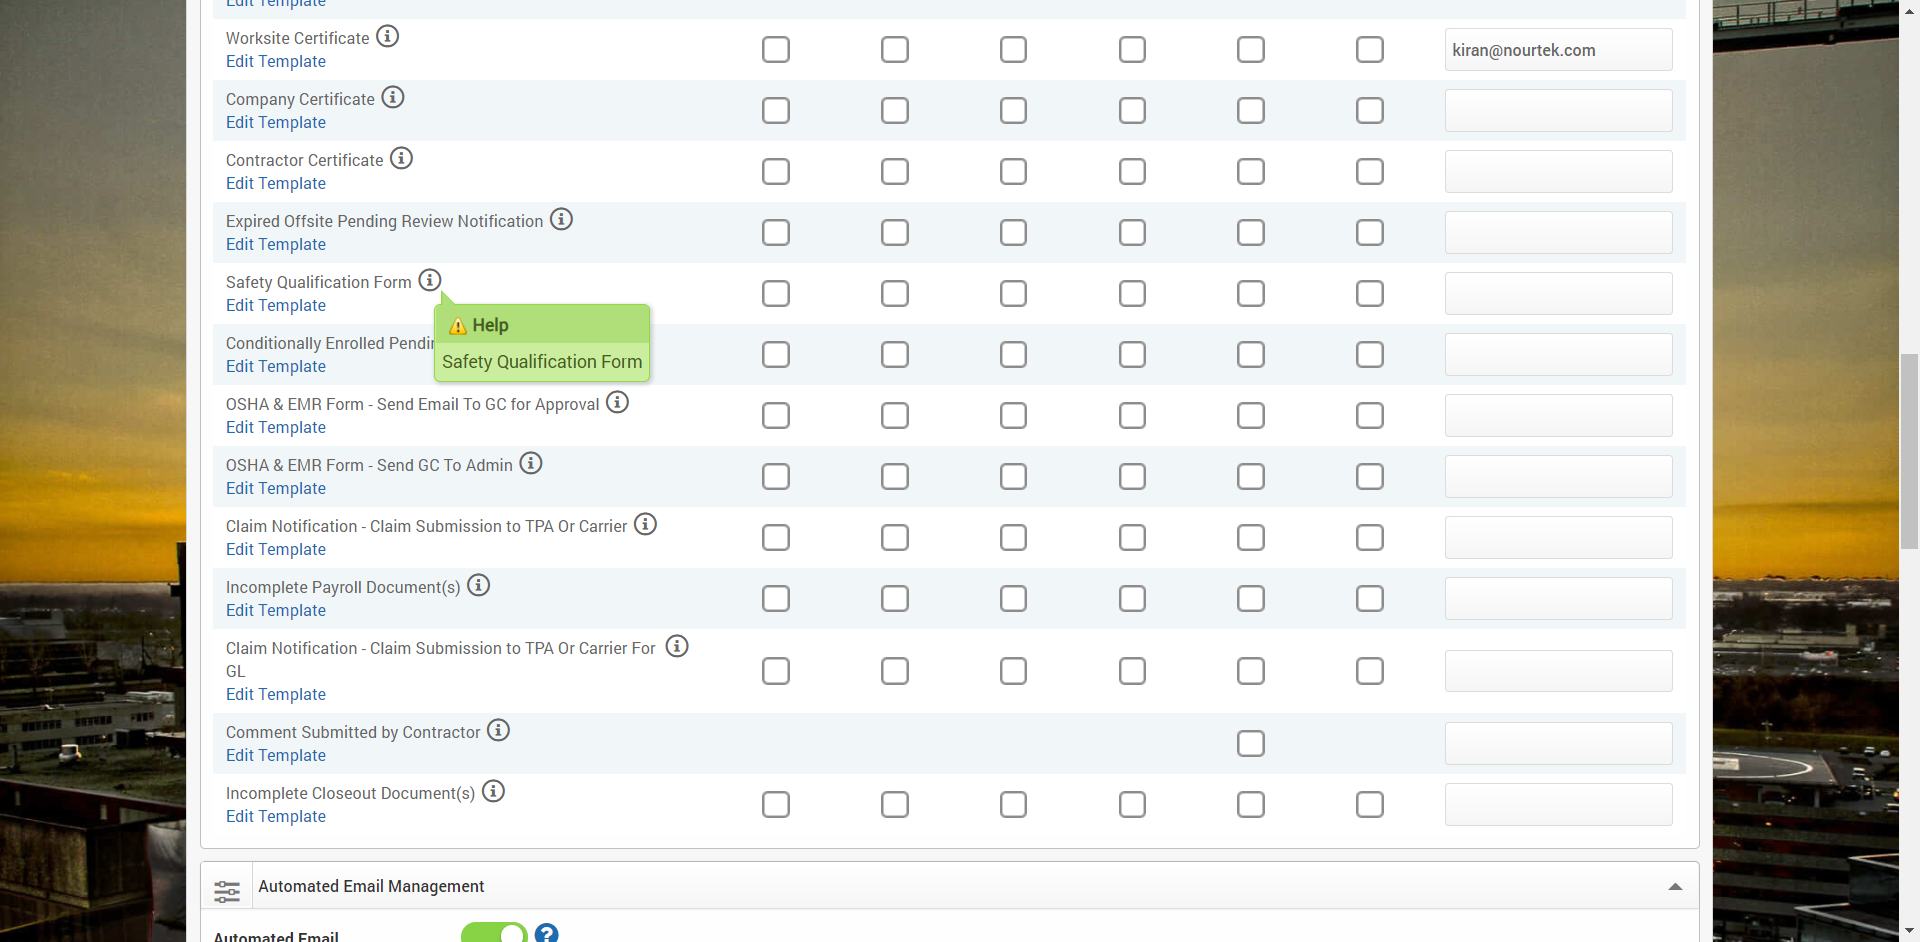 Edit Template
Worksite Certificate
Edit Template
kiran@nourtek.com
Company Certificate
Edit Template
Contractor Certificate
Edit Template
Expired Offsite Pending Review Notification
Edit Template
Safety Qualification Form
Edit Template
Help
Safety Qualification Form
Conditionally Enrolled
Edit Template
OSHA & EMR Form - Send Email To GC for Approval
Edit Template
OSHA & EMR Form - Send GC To Admin
Edit Template
Claim Notification - Claim Submission to TPA Or Carrier
Edit Template
Incomplete Payroll Document(s)
Edit Template
Claim Notification - Claim Submission to TPA Or Carrier For
GL
Edit Template
Comment Submitted by Contractor
Edit Template
Incomplete Closeout Document(s)
Edit Template
Automated Email Management
Automated Email